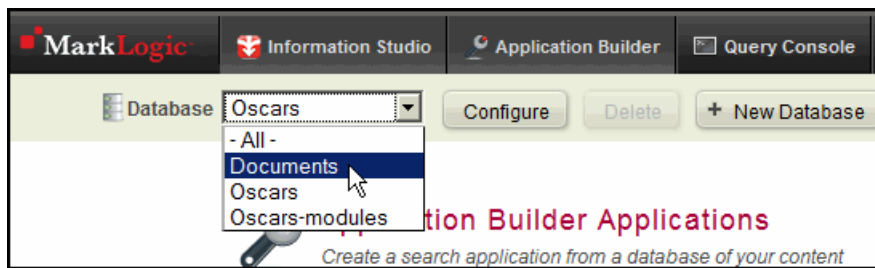 MarkLogic Information Studio Application Builder Query Console
Database Oscars Configure Delete + New Database
- All -
Documents
Oscars
Oscars-modules
tion Builder Applications
Create a search application from a database of your content